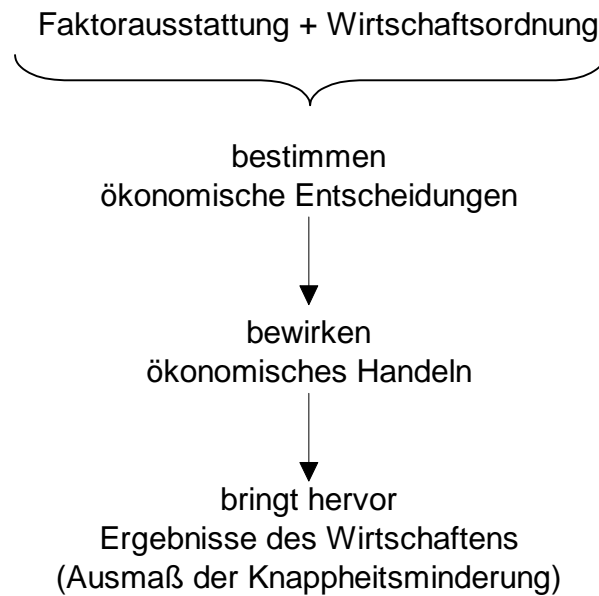 Faktorausstattung + Wirtschaftsordnung
bestimmen
ökonomische Entscheidungen
bewirken
ökonomisches Handeln
bringt hervor
Ergebnisse des Wirtschaftens
(Ausmaß der Knappheitsminderung)